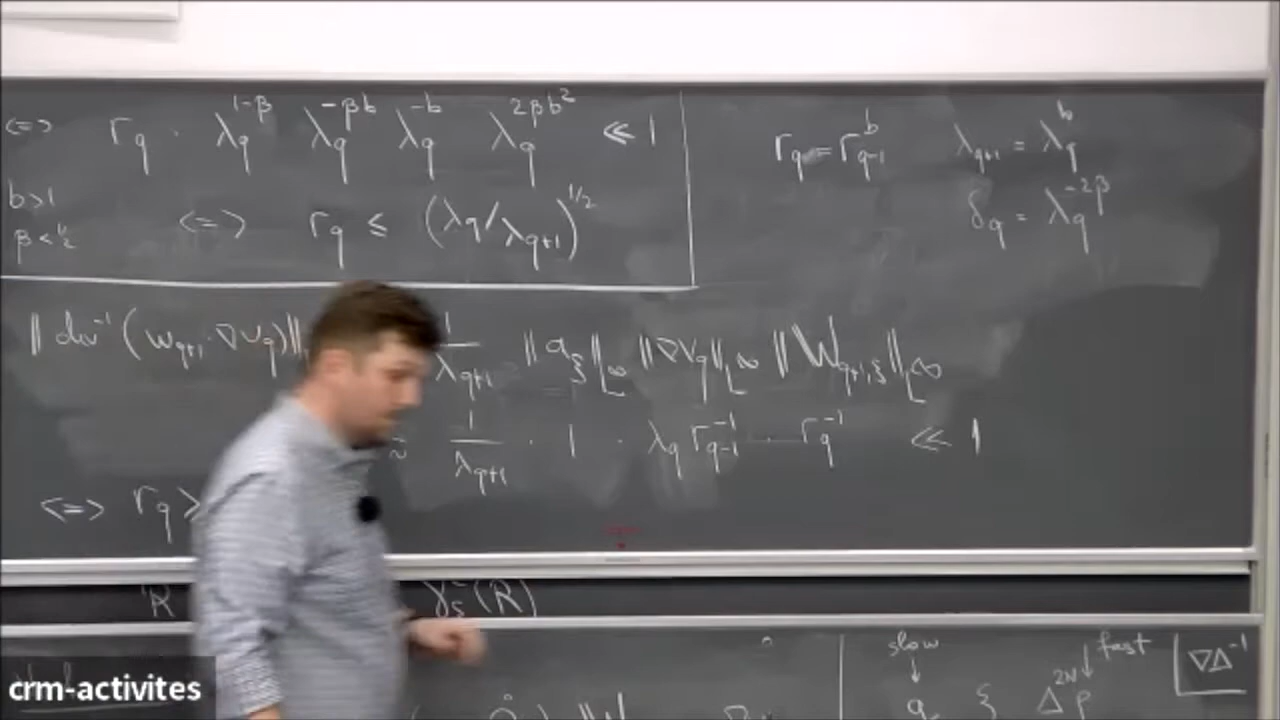 <=> r_q · λ_q^{1-β} λ_q^{-βb} λ_q^{-b} λ_q^{2βb^2} ≪ 1
b>1
β<1/2
<=> r_q ≤ (λ_q/λ_{q+1})^{1/2}
r_q = r_{q-1}^b
λ_{q+1} = λ_q^b
δ_q = λ_q^{-2β}
‖ div^{-1} (w_{q+1} · ∇v_q)‖ 1/λ_{q+1} ‖a_ξ‖_{L^∞} ‖∇v_q‖_{L^∞} ‖W_{q+1,ξ}‖_{L^∞}
≈ 1/λ_{q+1} · 1 · λ_q r_{q-1}^{-1} · r_q^{-1} ≪ 1
<=> r_q >
R
(R)
slow
fast
∇Δ^{-1}
a ξ Δ^{2N} ρ
crm-activites